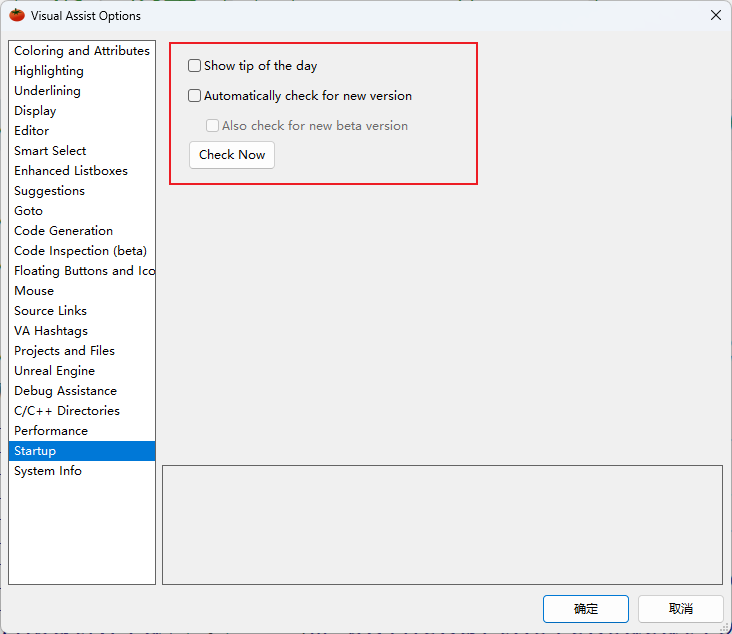 Visual Assist Options
Coloring and Attributes
Highlighting
Underlining
Display
Editor
Smart Select
Enhanced Listboxes
Suggestions
Goto
Code Generation
Code Inspection (beta)
Floating Buttons and Ico
Mouse
Source Links
VA Hashtags
Projects and Files
Unreal Engine
Debug Assistance
C/C++ Directories
Performance
Startup
System Info
Show tip of the day
Automatically check for new version
Also check for new beta version
Check Now
确定
取消